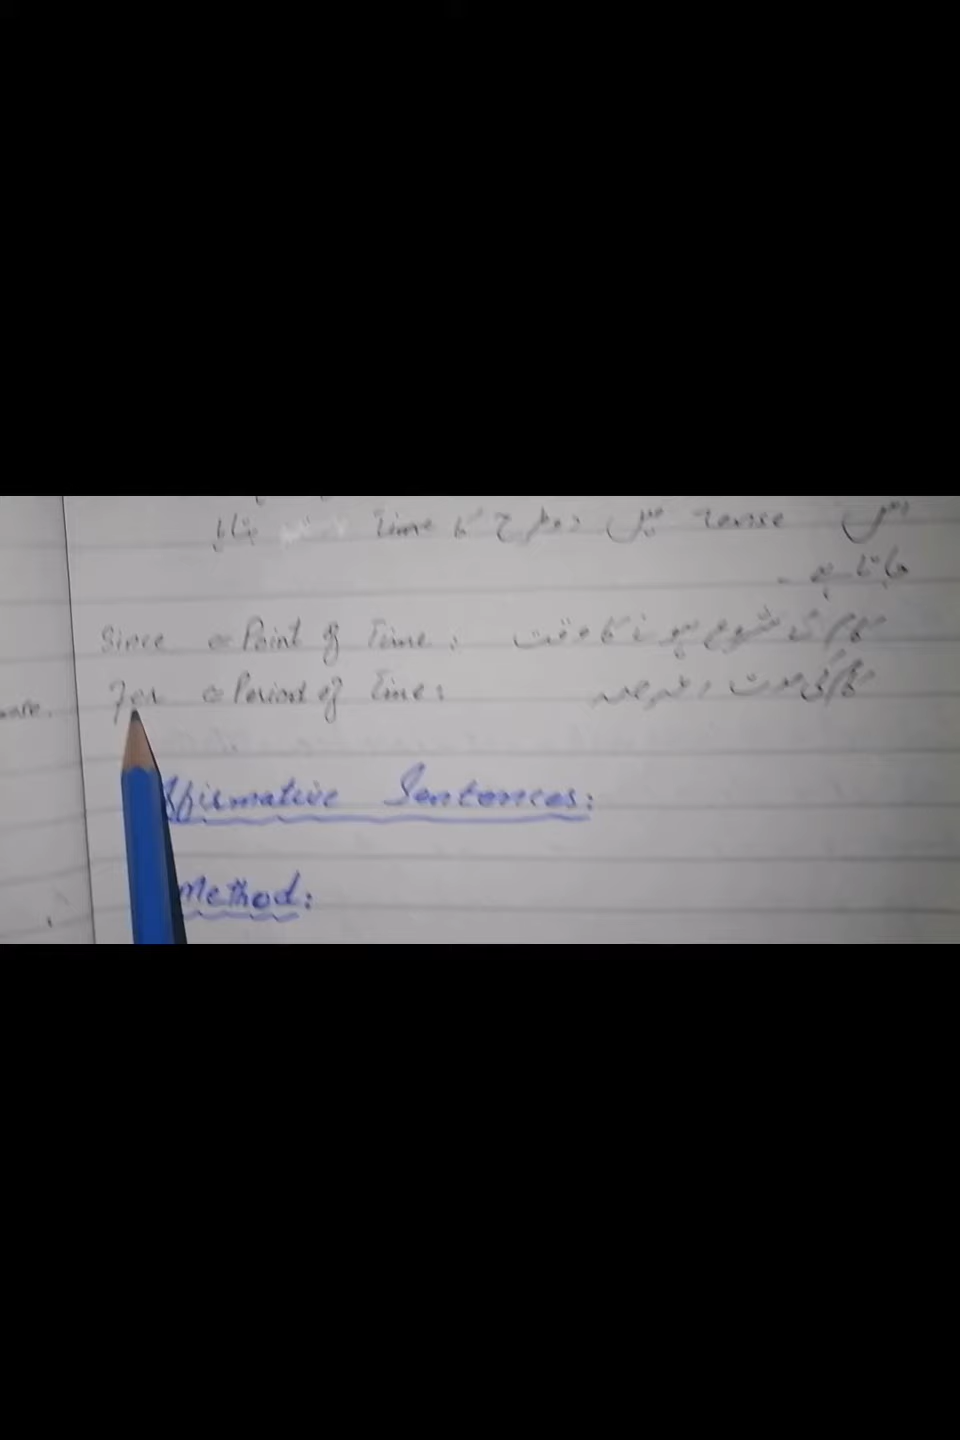 اس tense میں دو طرح کا Time بتایا
جاتا ہے۔
Since = Point of Time: کام کے شروع ہونے کا وقت
For = Period of Time: کام کی مدت
Affirmative Sentences:
Method: